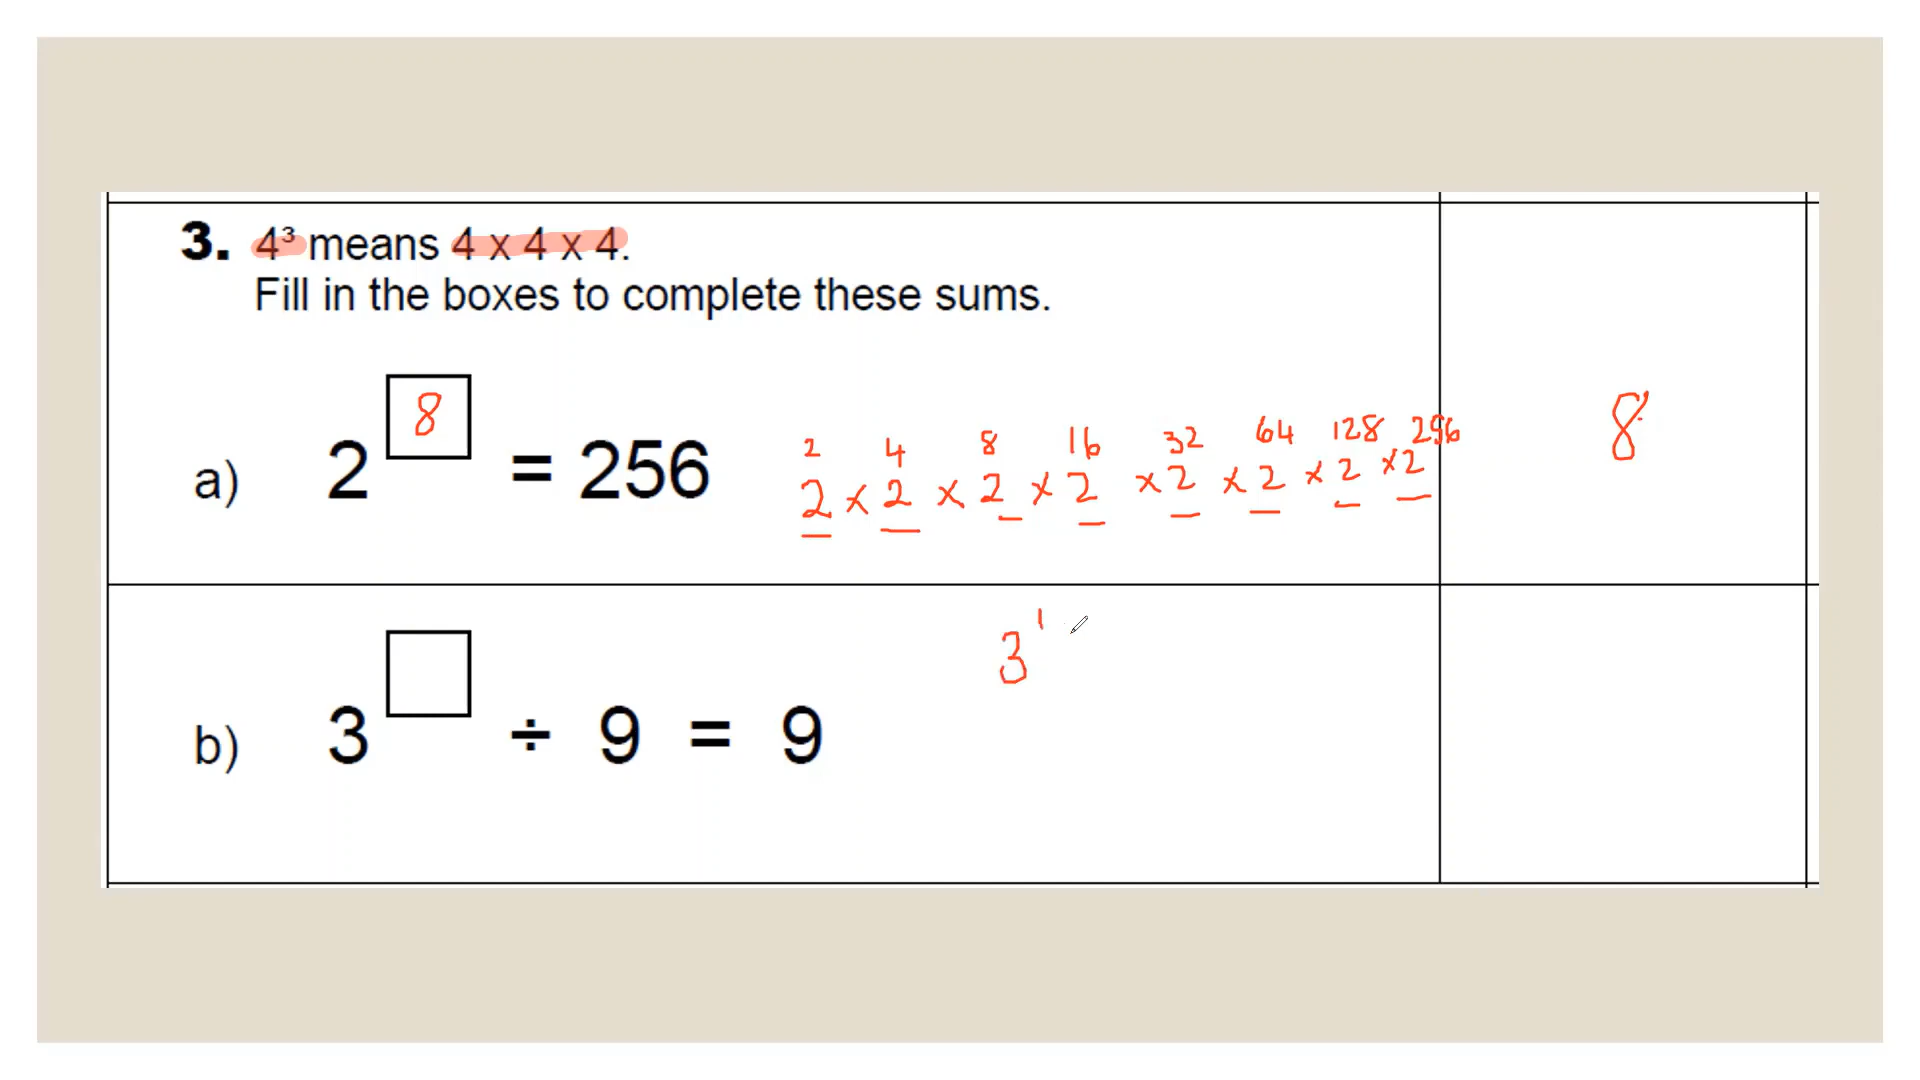 3. 4³ means 4 x 4 x 4.
Fill in the boxes to complete these sums.
2 4 8 16 32 64 128 256
a) 2 8 = 256 2 × 2 × 2 × 2 × 2 × 2 × 2 × 2 8
3¹
b) 3 ÷ 9 = 9